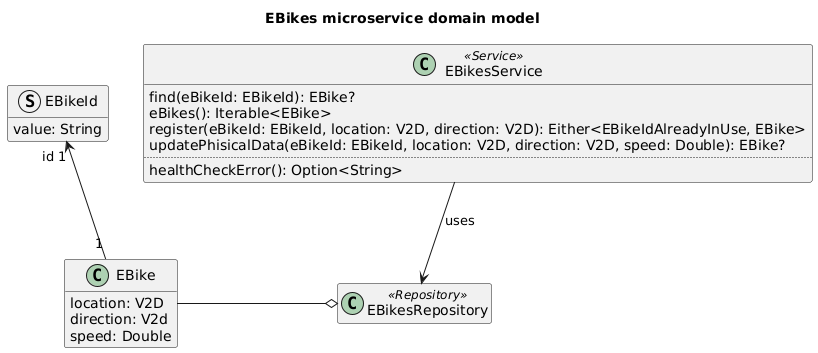 EBikes microservice domain model
C «Service»
EBikesService
find(eBikeId: EBikeId): EBike?
eBikes(): Iterable<EBike>
register(eBikeId: EBikeId, location: V2D, direction: V2D): Either<EBikeIdAlreadyInUse, EBike>
updatePhisicalData(eBikeId: EBikeId, location: V2D, direction: V2D, speed: Double): EBike?
healthCheckError(): Option<String>
S EBikeId
value: String
id 1
uses
1
C EBike
location: V2D
direction: V2d
speed: Double
C «Repository»
EBikesRepository